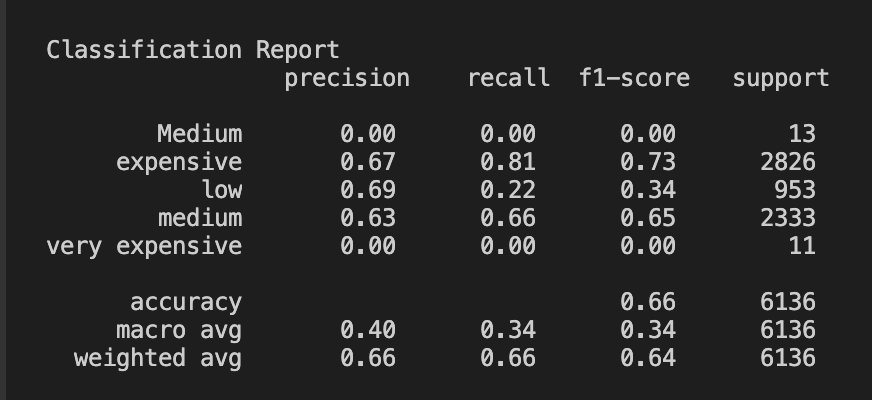 Classification Report
precision recall f1-score support
Medium 0.00 0.00 0.00 13
expensive 0.67 0.81 0.73 2826
low 0.69 0.22 0.34 953
medium 0.63 0.66 0.65 2333
very expensive 0.00 0.00 0.00 11
accuracy 0.66 6136
macro avg 0.40 0.34 0.34 6136
weighted avg 0.66 0.66 0.64 6136